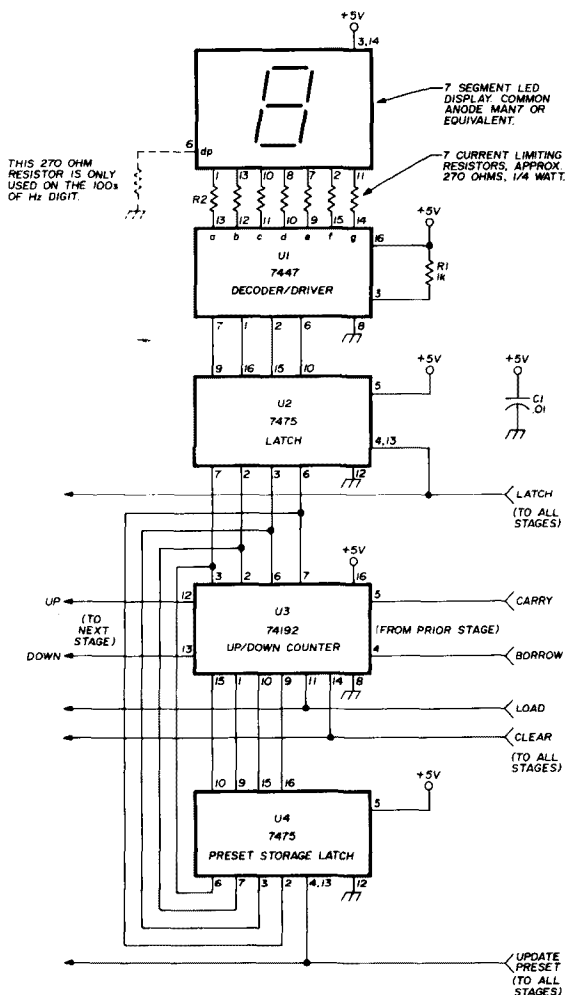 +5V
3,14
7 SEGMENT LED
DISPLAY. COMMON
ANODE MAN7 OR
EQUIVALENT.
6 dp
THIS 270 OHM
RESISTOR IS ONLY
USED ON THE 100s
OF Hz DIGIT.
7 CURRENT LIMITING
RESISTORS, APPROX.
270 OHMS, 1/4 WATT.
1 13 10 8 7 2 11
R2
13 12 11 10 9 15 14
a b c d e f g
+5V
16
U1
7447
DECODER/DRIVER
R1
1k
3
7 1 2 6 8
9 16 15 10
+5V
5
U2
7475
LATCH
+5V
C1
.01
4,13
7 2 3 6 12
LATCH
(TO ALL
STAGES)
+5V
3 2 6 7 16
UP
12
5
CARRY
(TO
NEXT
STAGE)
U3
74192
UP/DOWN COUNTER
(FROM PRIOR STAGE)
DOWN
13
4
BORROW
15 1 10 9 11 14 8
LOAD
CLEAR
(TO ALL
STAGES)
10 9 15 16
+5V
5
U4
7475
PRESET STORAGE LATCH
6 7 3 2 4,13 12
UPDATE
PRESET
(TO ALL
STAGES)